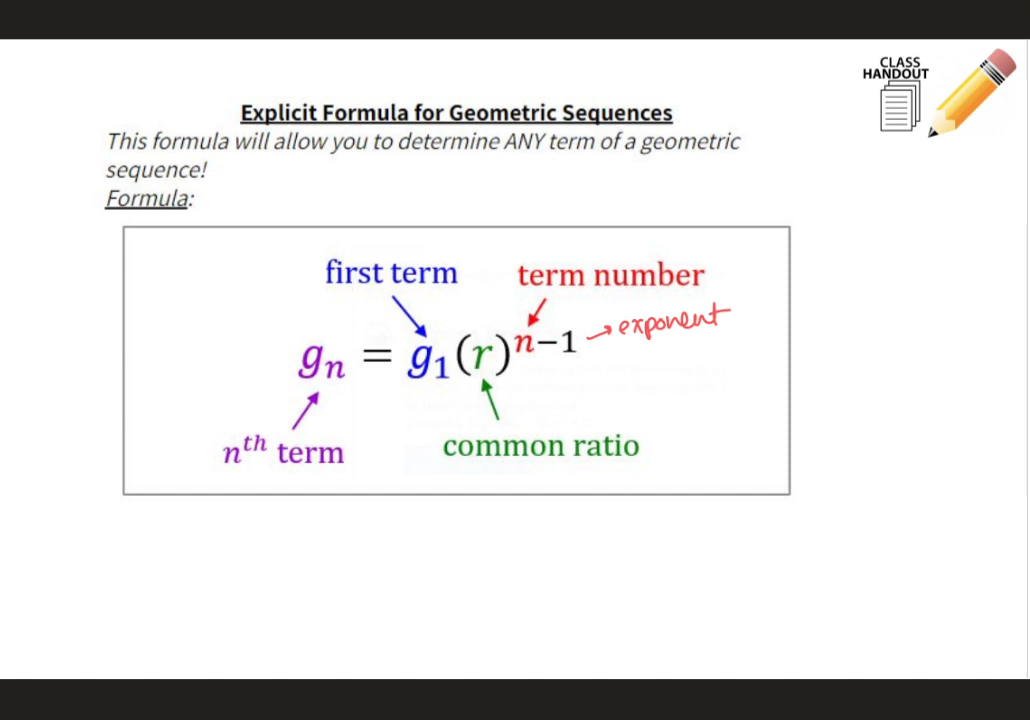 CLASS
HANDOUT
Explicit Formula for Geometric Sequences
This formula will allow you to determine ANY term of a geometric
sequence!
Formula:
first term
term number
gₙ = g₁(r)ⁿ⁻¹ → exponent
nᵗʰ term
common ratio